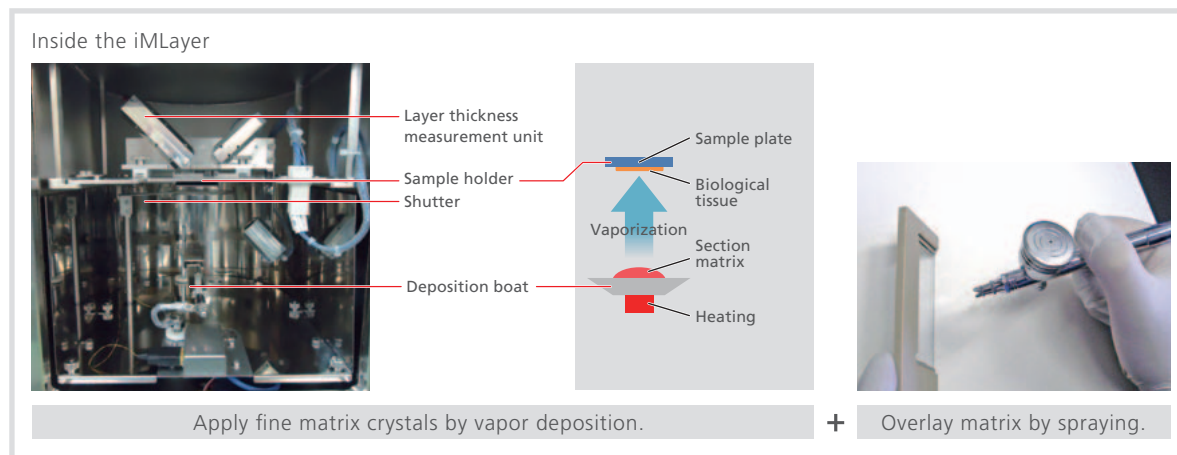 Inside the iMLayer
Layer thickness
measurement unit
Sample holder
Shutter
Deposition boat
Sample plate
Biological
tissue
Vaporization
Section
matrix
Heating
Apply fine matrix crystals by vapor deposition.
+
Overlay matrix by spraying.